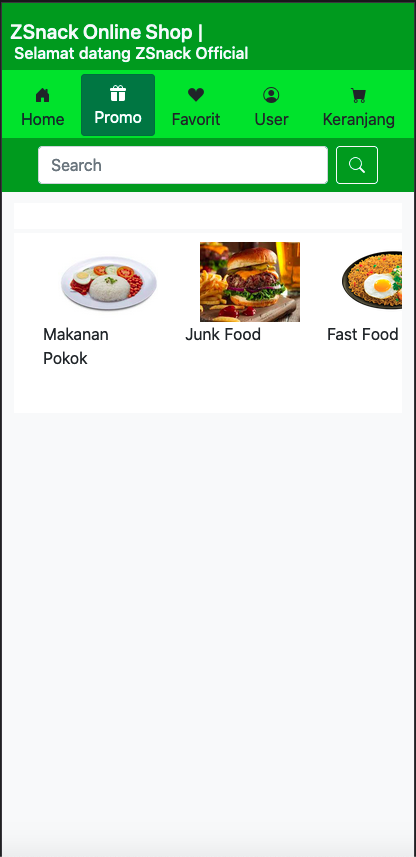 ZSnack Online Shop |
Selamat datang ZSnack Official
Home Promo Favorit User Keranjang
Search
Makanan Junk Food Fast Food
Pokok